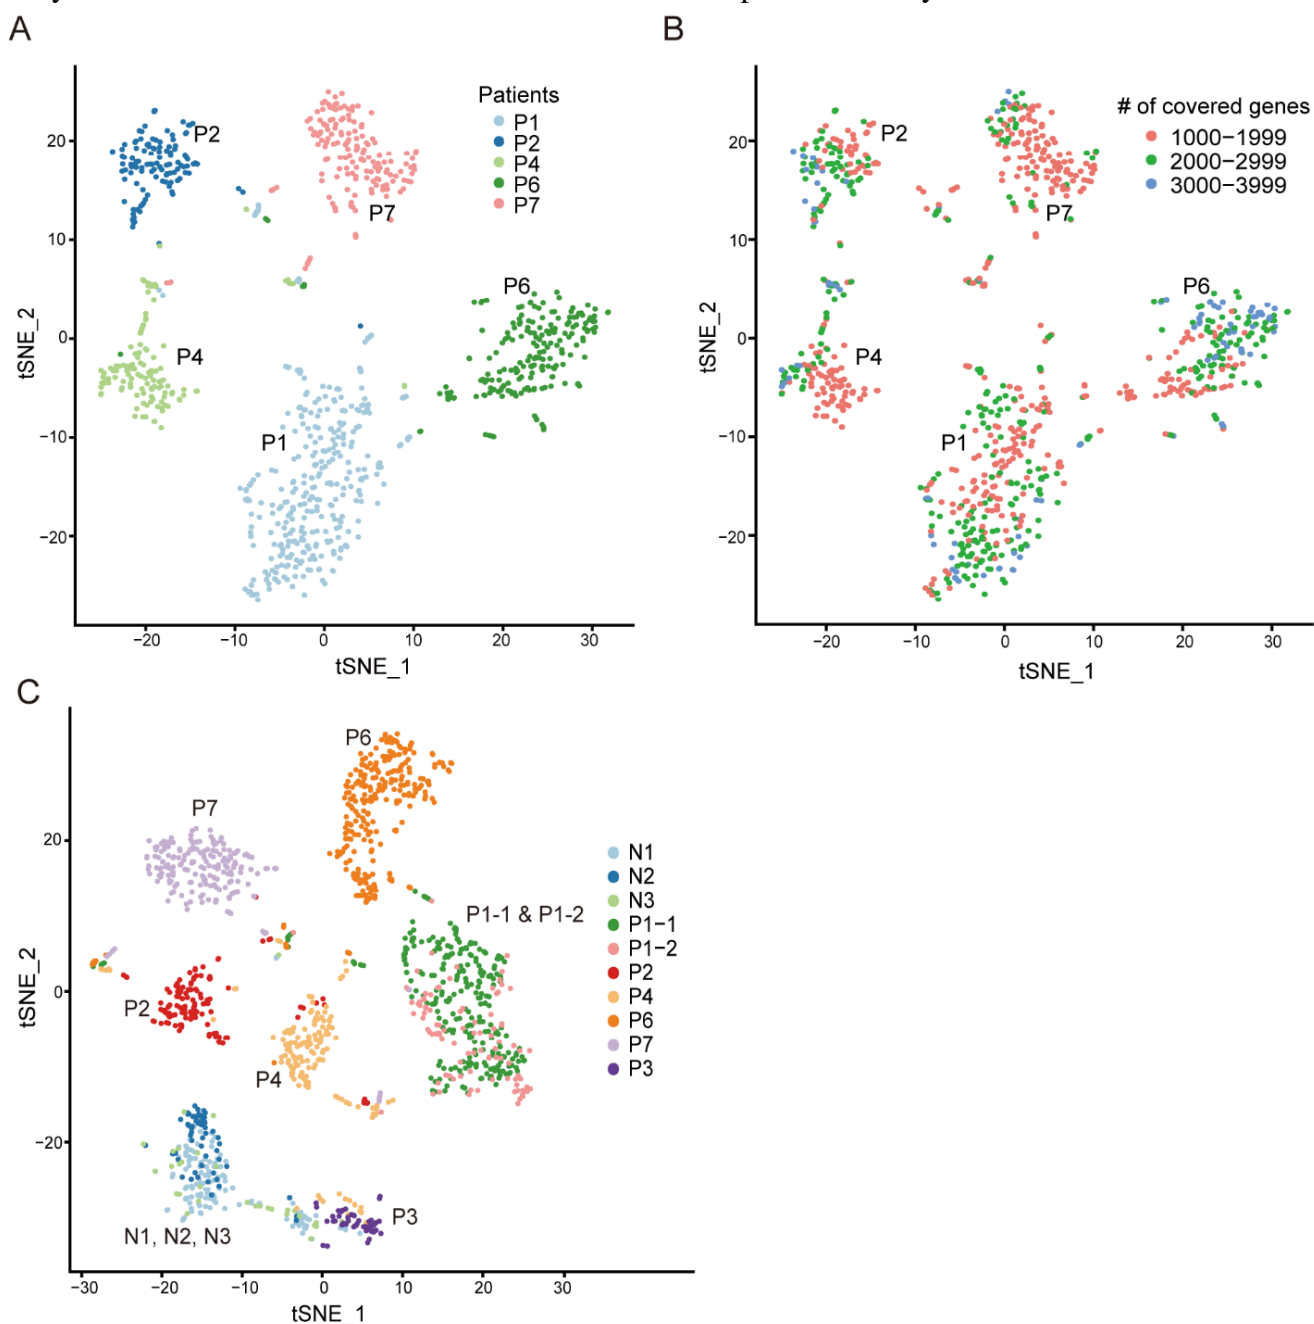 A
B
Patients
P1
P2
P4
P6
P7
P2
P7
P6
P4
P1
20
10
0
−10
−20
tSNE_2
−20
−10
0
10
20
30
tSNE_1
# of covered genes
1000−1999
2000−2999
3000−3999
P2
P7
P6
P4
P1
20
10
0
−10
−20
tSNE_2
−20
−10
0
10
20
30
tSNE_1
C
P6
P7
P1-1 & P1-2
P2
P4
N1, N2, N3
P3
N1
N2
N3
P1−1
P1−2
P2
P4
P6
P7
P3
20
0
−20
tSNE_2
−30
−20
−10
0
10
20
30
tSNE 1